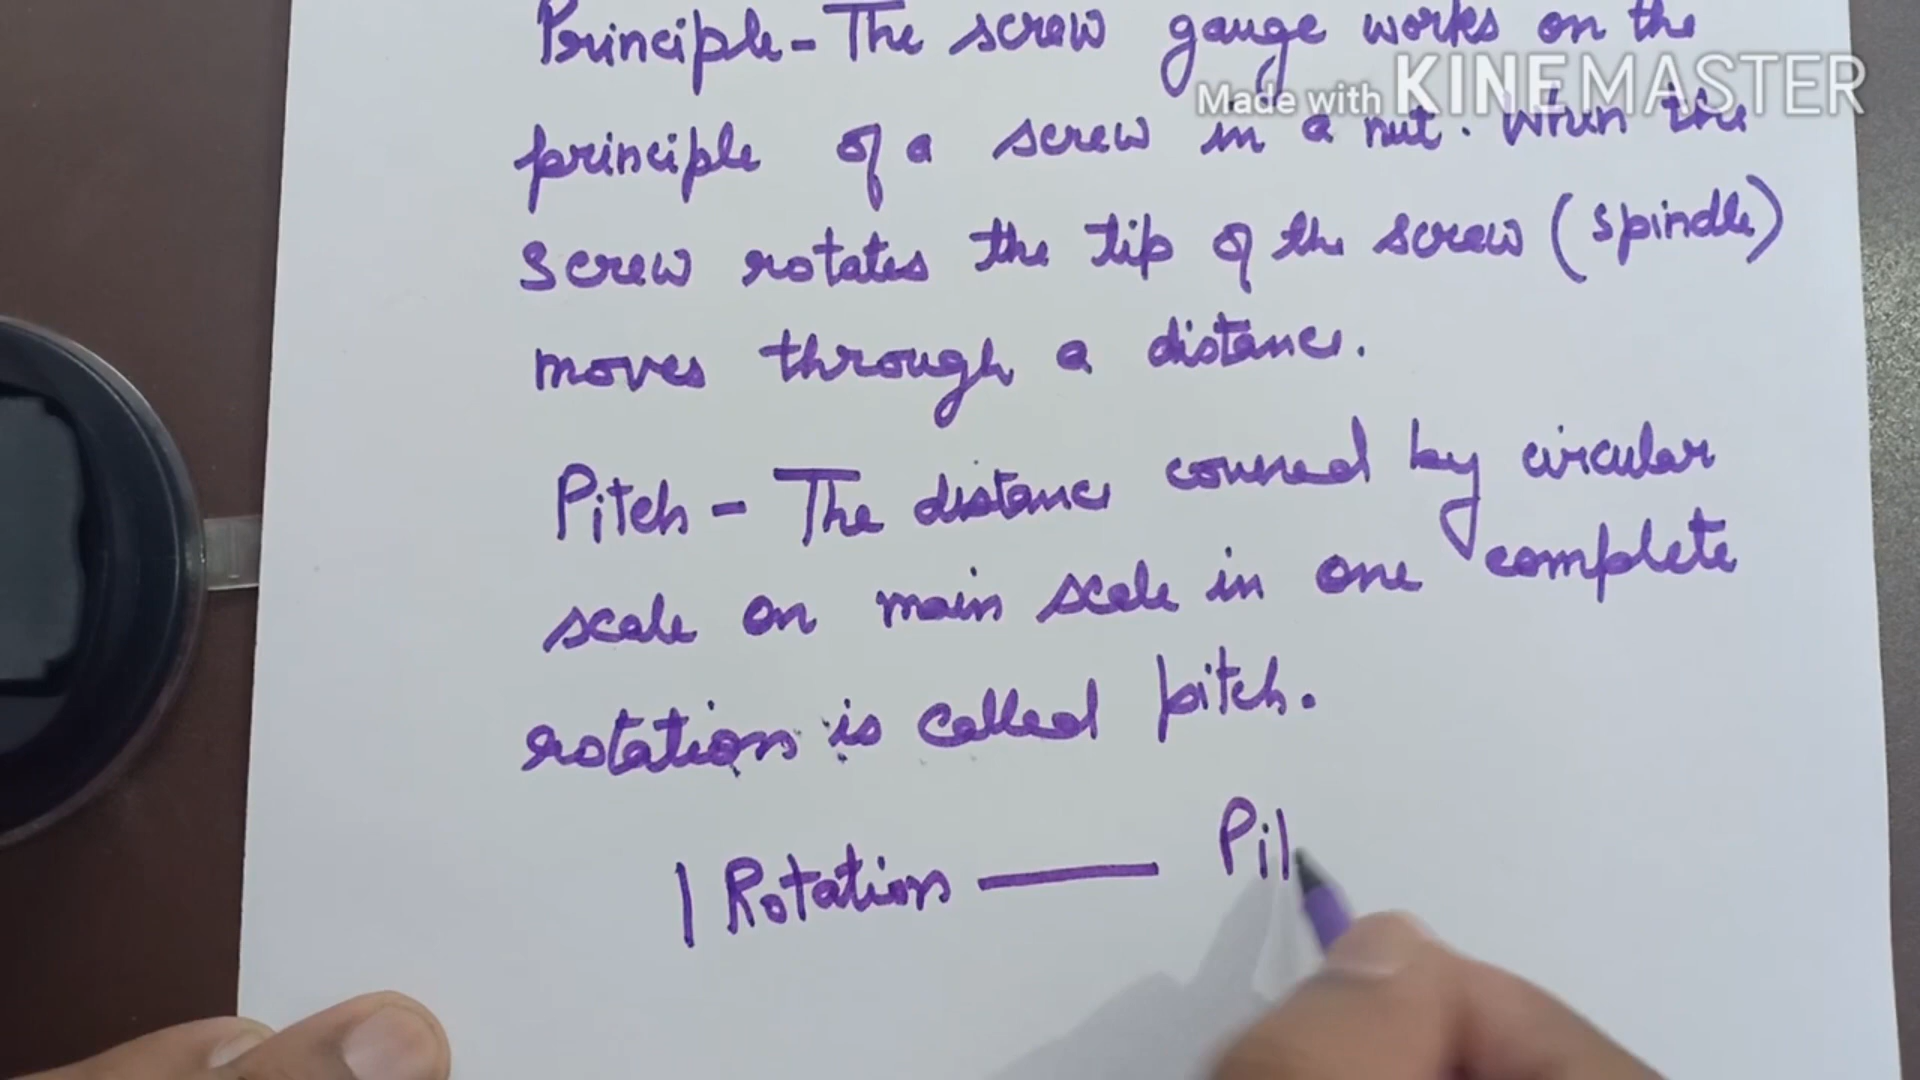 Principle - The screw gauge works on the
Made with KINEMASTER
principle of a screw in a nut. When the
Screw rotates the tip of the screw (spindle)
moves through a distance.
Pitch - The distance covered by circular
scale on main scale in one complete
rotation is called pitch.
1 Rotation — Pit